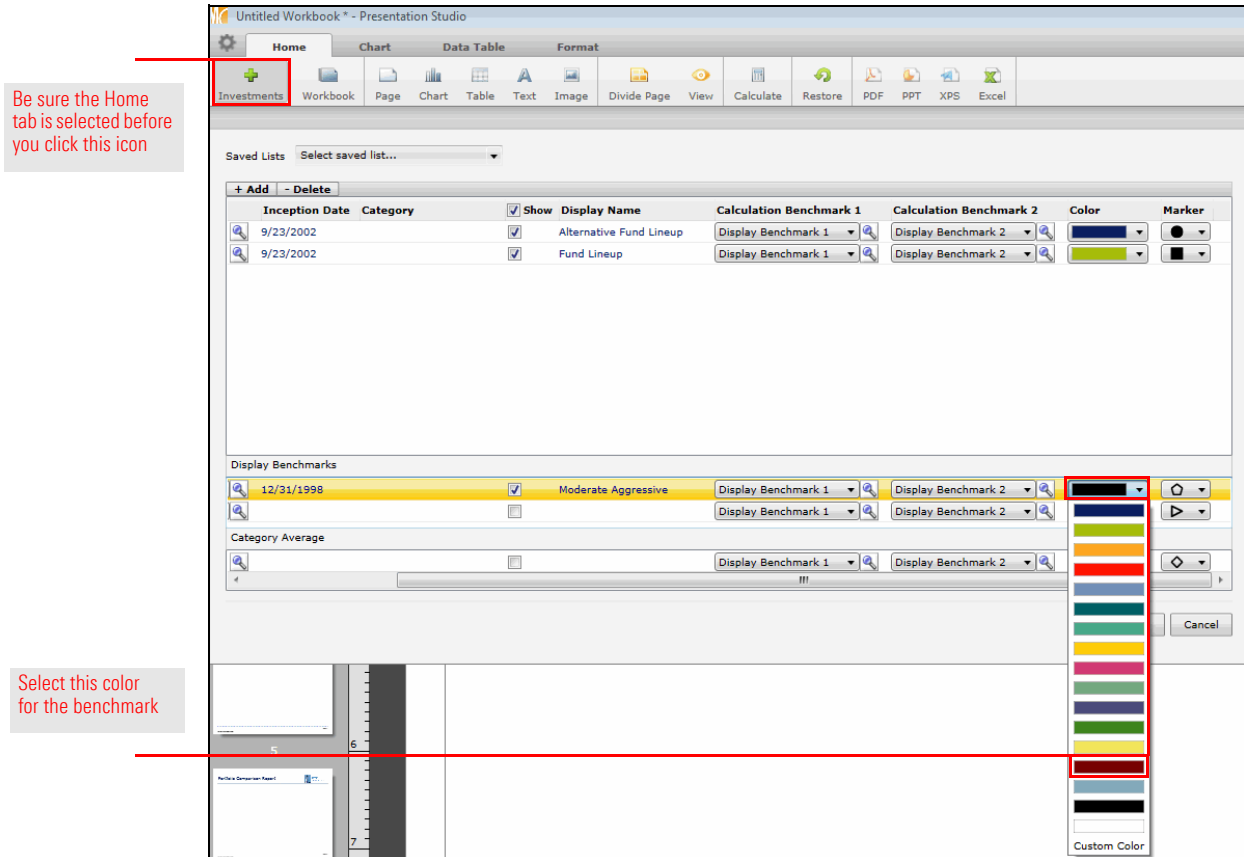 Untitled Workbook * - Presentation Studio
Home Chart Data Table Format
Investments Workbook Page Chart Table Text Image Divide Page View Calculate Restore PDF PPT XPS Excel
Be sure the Home
tab is selected before
you click this icon
Saved Lists Select saved list...
+ Add - Delete
Inception Date Category Show Display Name Calculation Benchmark 1 Calculation Benchmark 2 Color Marker
9/23/2002 Alternative Fund Lineup Display Benchmark 1 Display Benchmark 2
9/23/2002 Fund Lineup Display Benchmark 1 Display Benchmark 2
Display Benchmarks
12/31/1998 Moderate Aggressive Display Benchmark 1 Display Benchmark 2
Display Benchmark 1 Display Benchmark 2
Category Average
Display Benchmark 1 Display Benchmark 2
Cancel
Select this color
for the benchmark
5
6
Portfolio Comparison Report
7
Custom Color